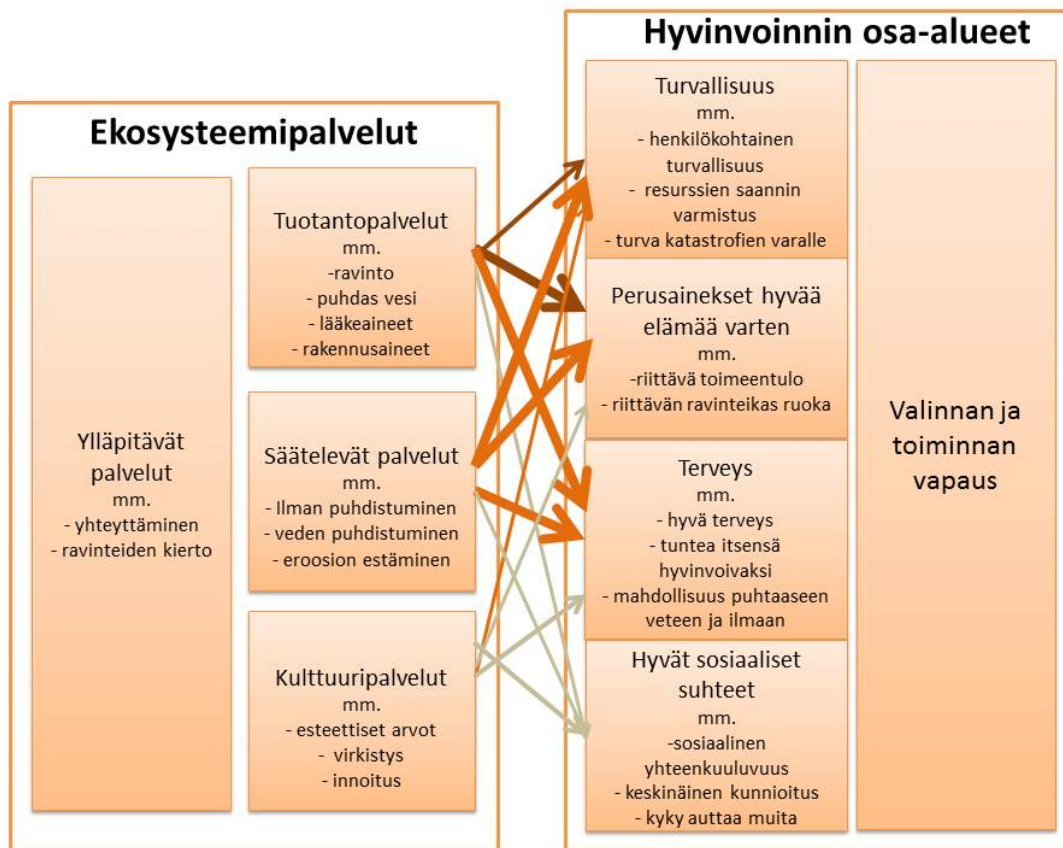 Ekosysteemipalvelut
Ylläpitävät
palvelut
mm.
- yhteyttäminen
- ravinteiden kierto
Tuotantopalvelut
mm.
-ravinto
- puhdas vesi
- lääkeaineet
- rakennusaineet
Säätelevät palvelut
mm.
- Ilman puhdistuminen
- veden puhdistuminen
- eroosion estäminen
Kulttuuripalvelut
mm.
- esteettiset arvot
- virkistys
- innoitus
Hyvinvoinnin osa-alueet
Turvallisuus
mm.
- henkilökohtainen
turvallisuus
- resurssien saannin
varmistus
- turva katastrofien varalle
Perusainekset hyvää
elämää varten
mm.
-riittävä toimeentulo
- riittävän ravinteikas ruoka
Terveys
mm.
- hyvä terveys
- tuntea itsensä
hyvinvoivaksi
- mahdollisuus puhtaaseen
veteen ja ilmaan
Hyvät sosiaaliset
suhteet
mm.
-sosiaalinen
yhteenkuuluvuus
- keskinäinen kunnioitus
- kyky auttaa muita
Valinnan ja
toiminnan
vapaus